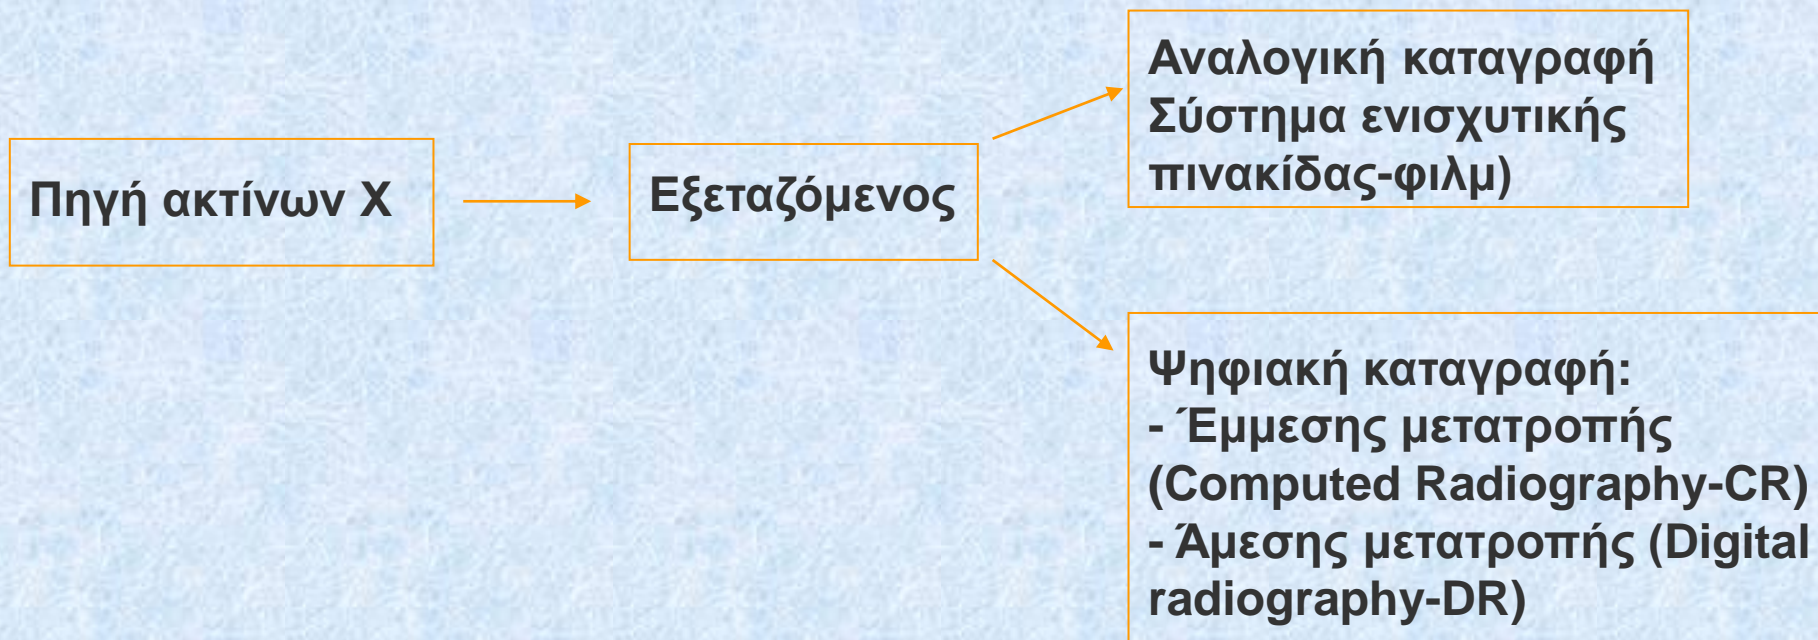 Πηγή ακτίνων Χ
Εξεταζόμενος
Αναλογική καταγραφή
Σύστημα ενισχυτικής
πινακίδας-φιλμ)
Ψηφιακή καταγραφή:
- Έμμεσης μετατροπής
(Computed Radiography-CR)
- Άμεσης μετατροπής (Digital
radiography-DR)